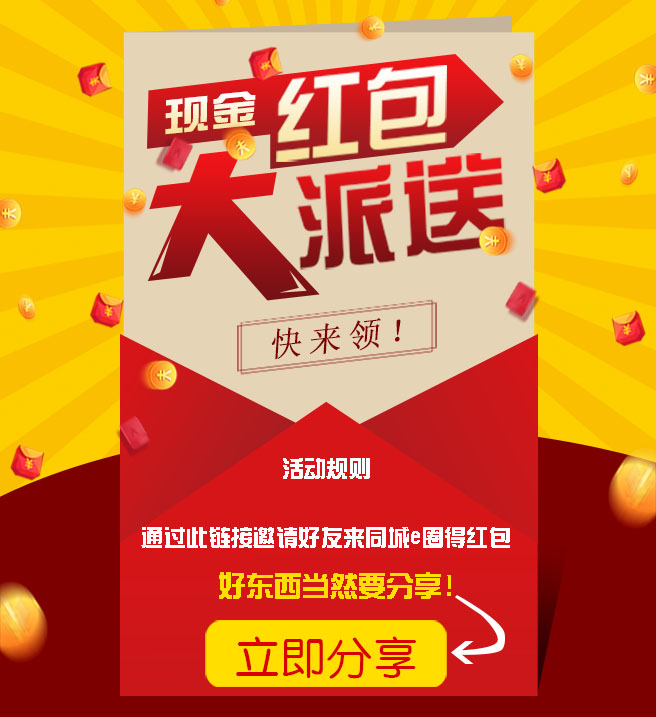 现金红包
大派送
快来领！
活动规则
通过此链接邀请好友来同城e圈得红包
好东西当然要分享！
立即分享